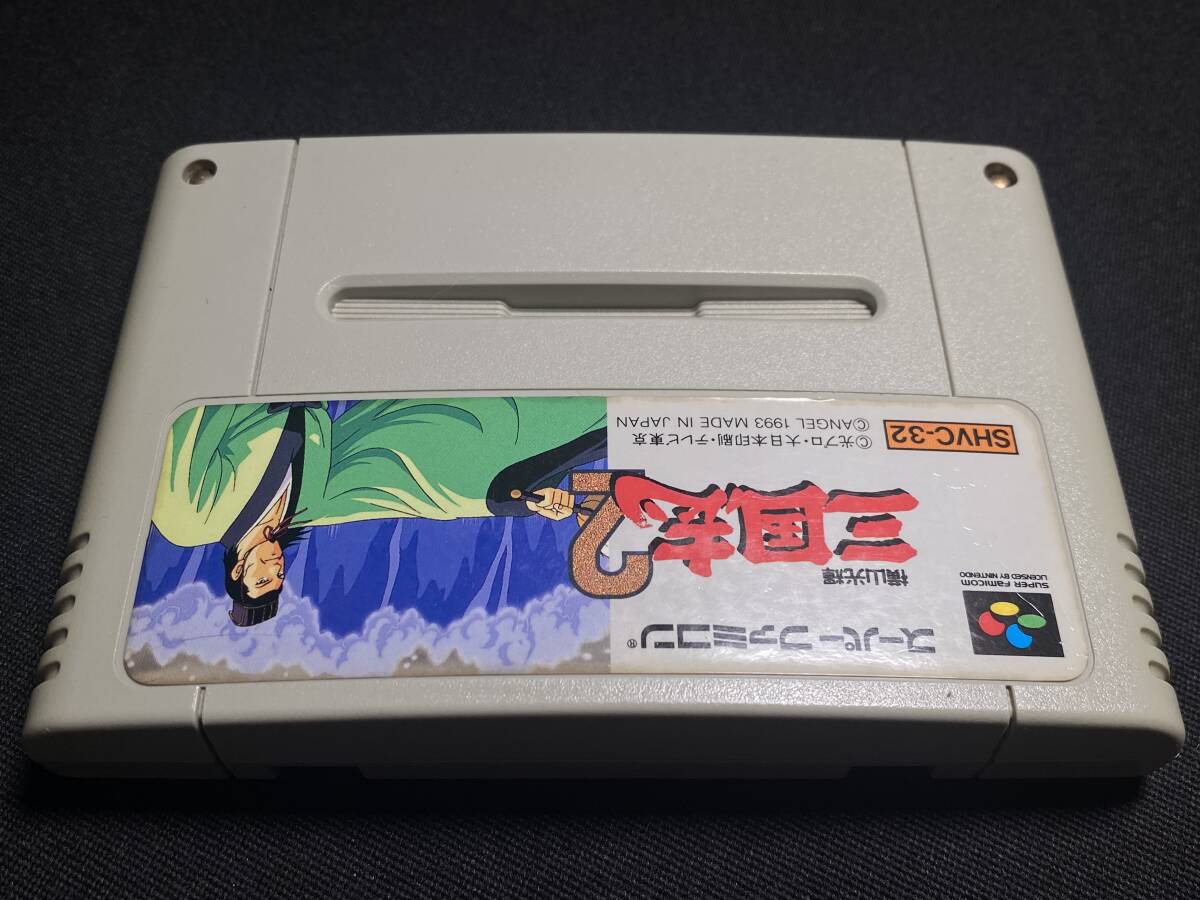 スーパーファミコン®
SUPER FAMICOM
LICENSED BY NINTENDO
横山光輝
三国志2
SHVC-32
©光プロ・大日本印刷・テレビ東京
©ANGEL 1993 MADE IN JAPAN